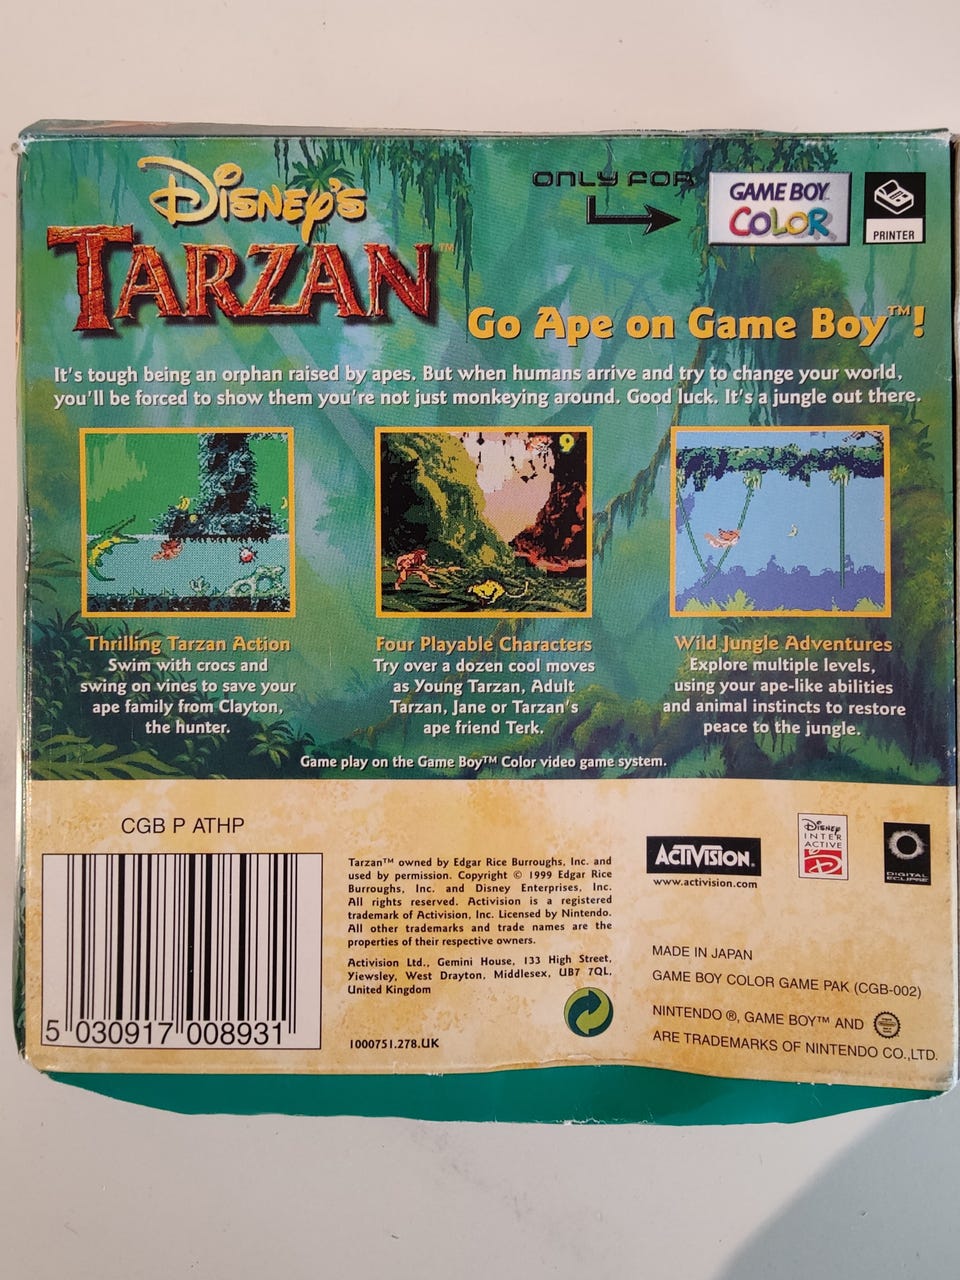 Disney's
TARZAN™
ONLY FOR
GAME BOY
COLOR
PRINTER
Go Ape on Game Boy™!
It's tough being an orphan raised by apes. But when humans arrive and try to change your world,
you'll be forced to show them you're not just monkeying around. Good luck. It's a jungle out there.
9
Thrilling Tarzan Action
Swim with crocs and
swing on vines to save your
ape family from Clayton,
the hunter.
Four Playable Characters
Try over a dozen cool moves
as Young Tarzan, Adult
Tarzan, Jane or Tarzan's
ape friend Terk.
Wild Jungle Adventures
Explore multiple levels,
using your ape-like abilities
and animal instincts to restore
peace to the jungle.
Game play on the Game Boy™ Color video game system.
CGB P ATHP
5 030917 008931
Tarzan™ owned by Edgar Rice Burroughs, Inc. and
used by permission. Copyright © 1999 Edgar Rice
Burroughs, Inc. and Disney Enterprises, Inc.
All rights reserved. Activision is a registered
trademark of Activision, Inc. Licensed by Nintendo.
All other trademarks and trade names are the
properties of their respective owners.
Activision Ltd., Gemini House, 133 High Street,
Yiewsley, West Drayton, Middlesex, UB7 7QL,
United Kingdom
1000751.278.UK
ACTIVISION.
www.activision.com
DISNEY
INTER
ACTIVE
D
DIGITAL
ECLIPSE
MADE IN JAPAN
GAME BOY COLOR GAME PAK (CGB-002)
NINTENDO ®, GAME BOY™ AND
ARE TRADEMARKS OF NINTENDO CO.,LTD.